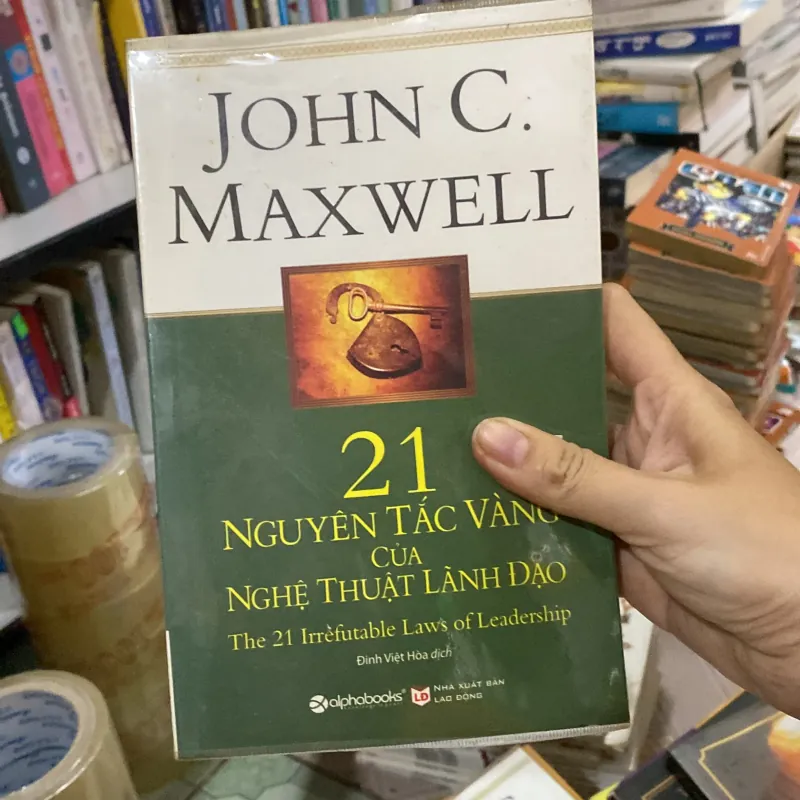 JOHN C.
MAXWELL
21
NGUYÊN TẮC VÀNG
CỦA
NGHỆ THUẬT LÃNH ĐẠO
The 21 Irrefutable Laws of Leadership
Đinh Việt Hòa dịch
alphabooks
LĐ
NHÀ XUẤT BẢN
LAO ĐỘNG